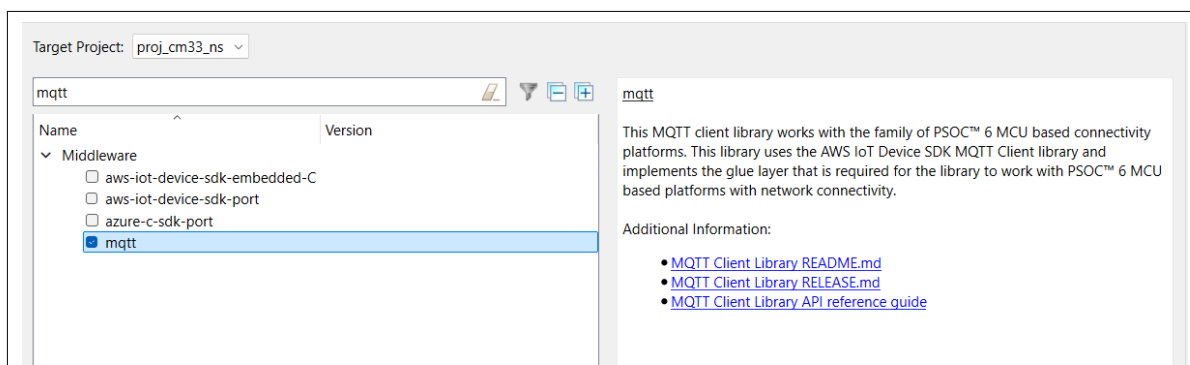 Target Project: proj_cm33_ns
mqtt
Name Version
Middleware
aws-iot-device-sdk-embedded-C
aws-iot-device-sdk-port
azure-c-sdk-port
mqtt
mqtt
This MQTT client library works with the family of PSOC™ 6 MCU based connectivity
platforms. This library uses the AWS IoT Device SDK MQTT Client library and
implements the glue layer that is required for the library to work with PSOC™ 6 MCU
based platforms with network connectivity.
Additional Information:
• MQTT Client Library README.md
• MQTT Client Library RELEASE.md
• MQTT Client Library API reference guide